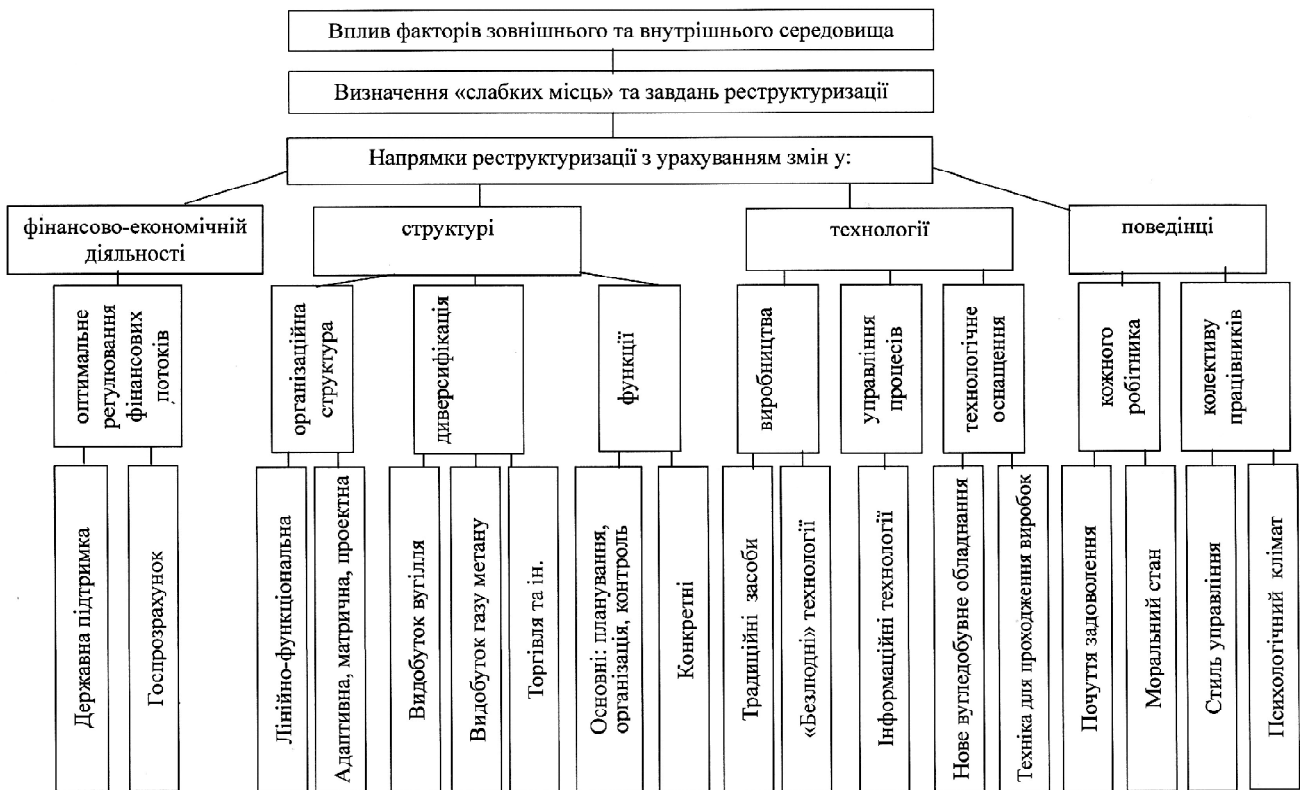 Вплив факторів зовнішнього та внутрішнього середовища
Визначення «слабких місць» та завдань реструктуризації
Напрямки реструктуризації з урахуванням змін у:
фінансово-економічній
діяльності
структурі
технології
поведінці
оптимальне
регулювання
фінансових
потоків
організаційна
структура
диверсифікація
функції
виробництва
управління
процесів
технологічне
оснащення
кожного
робітника
колективу
працівників
Державна підтримка
Госпрозрахунок
Лінійно-функціональна
Адаптивна, матрична, проектна
Видобуток вугілля
Видобуток газу метану
Торгівля та ін.
Основні: планування,
організація, контроль
Конкретні
Традиційні засоби
«Безлюдні» технології
Інформаційні технології
Нове вугледобувне обладнання
Техніка для проходження виробок
Почуття задоволення
Моральний стан
Стиль управління
Психологічний клімат